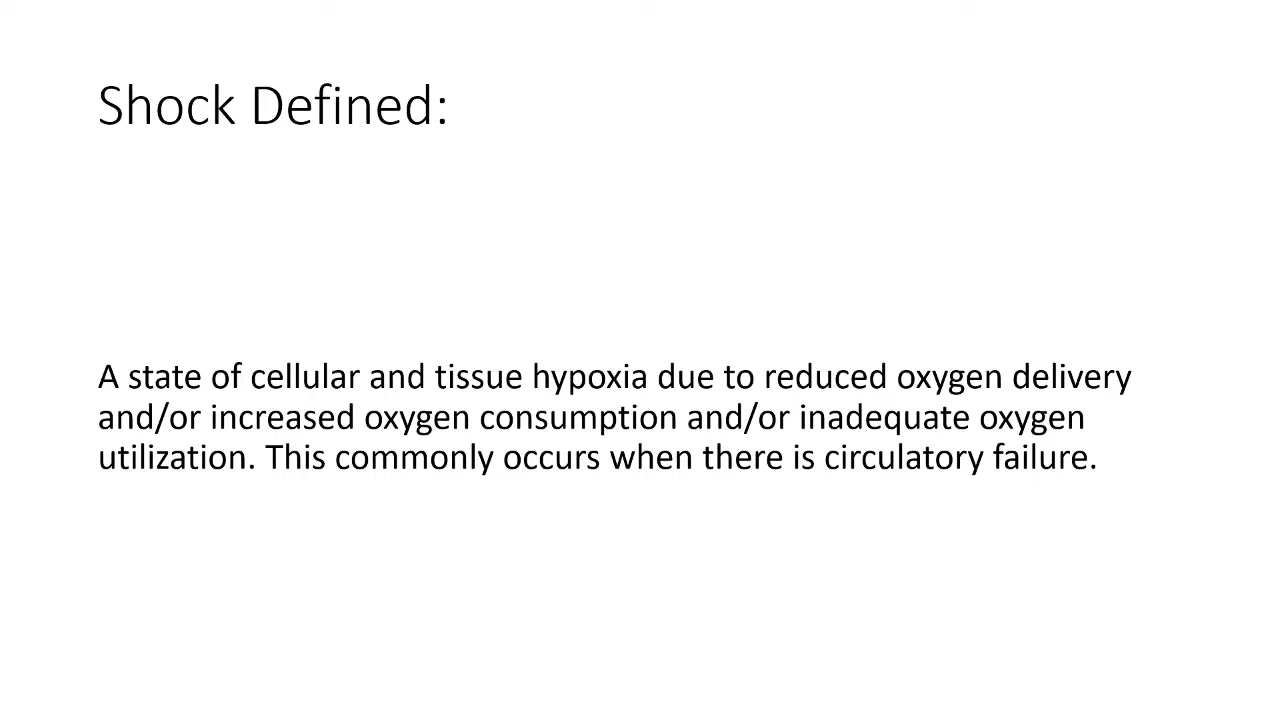 Shock Defined:
A state of cellular and tissue hypoxia due to reduced oxygen delivery
and/or increased oxygen consumption and/or inadequate oxygen
utilization. This commonly occurs when there is circulatory failure.